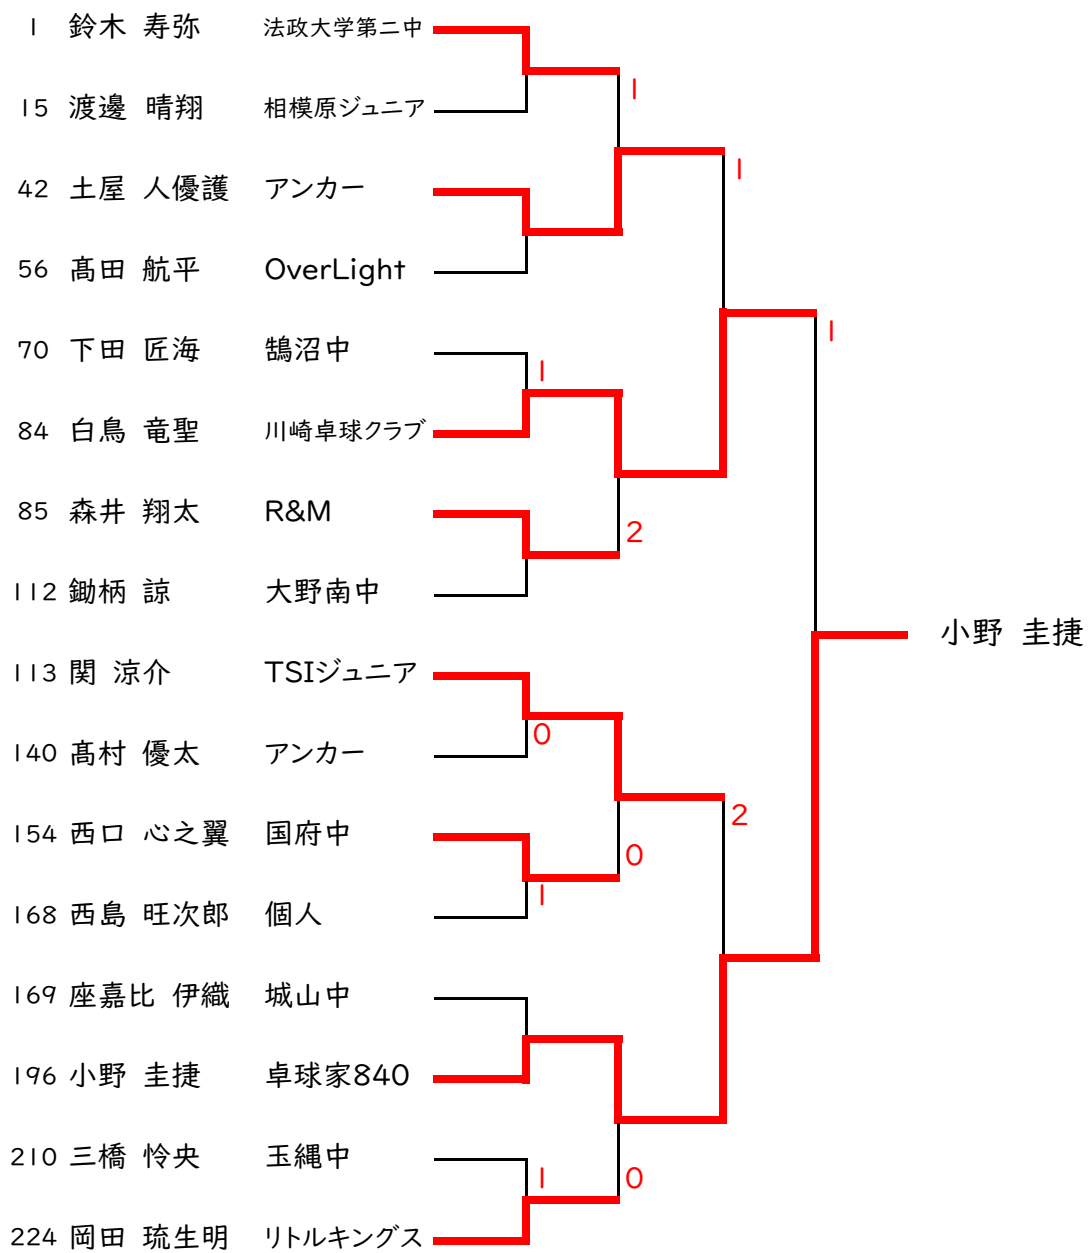 1 鈴木 寿弥 法政大学第二中
1
15 渡邊 晴翔 相模原ジュニア
1
42 土屋 人優護 アンカー
56 髙田 航平 OverLight
1
70 下田 匠海 鵠沼中
1
84 白鳥 竜聖 川崎卓球クラブ
85 森井 翔太 R&M
2
112 鋤柄 諒 大野南中
小野 圭捷
113 関 涼介 TSIジュニア
0
140 髙村 優太 アンカー
2
154 西口 心之翼 国府中
0
1
168 西島 旺次郎 個人
169 座嘉比 伊織 城山中
196 小野 圭捷 卓球家840
210 三橋 怜央 玉縄中
1
0
224 岡田 琉生明 リトルキングス